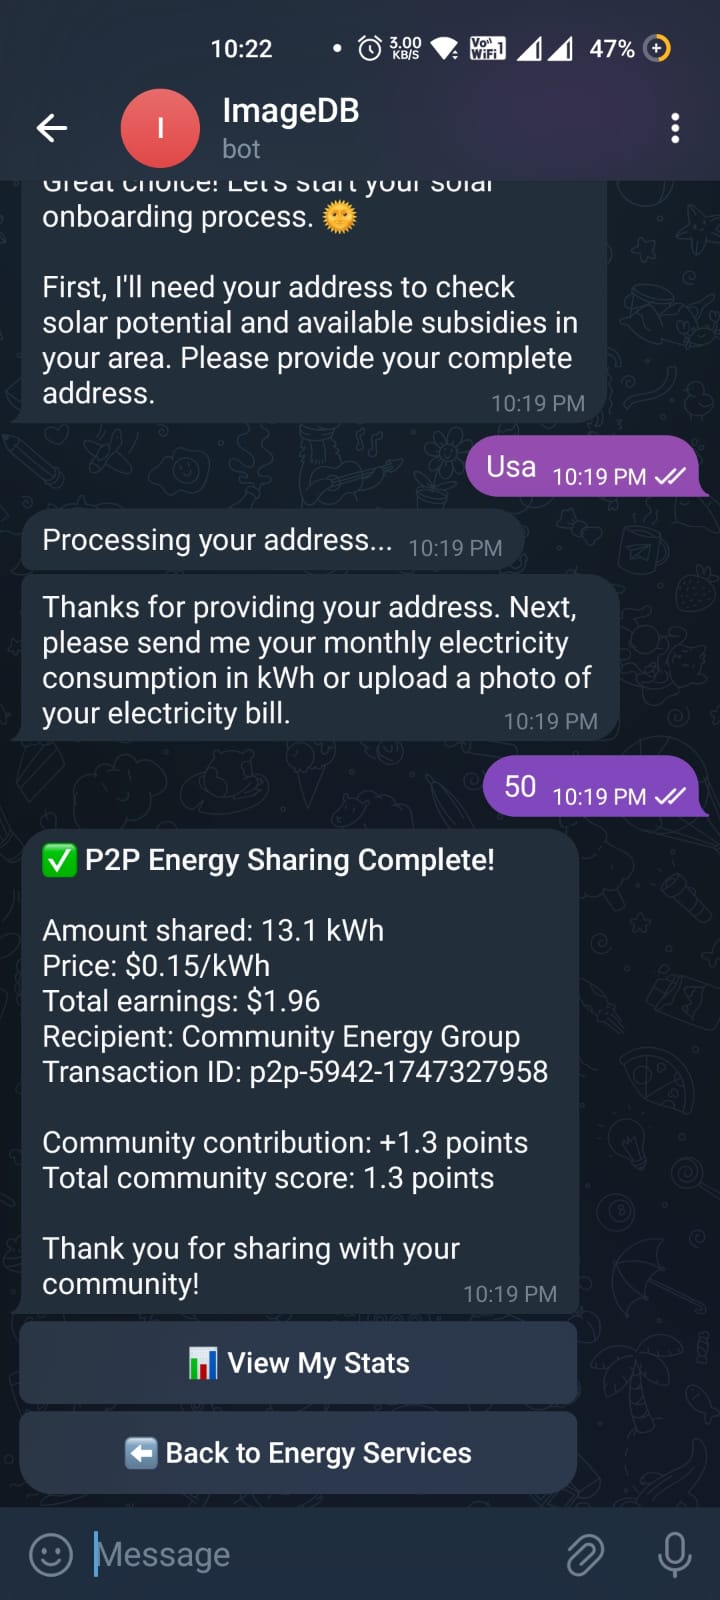 10:22
3.00
KB/S
Vo
WiFi 1
47%
I
ImageDB
bot
Great choice! Let's start your solar
onboarding process. 🌞
First, I'll need your address to check
solar potential and available subsidies in
your area. Please provide your complete
address.
10:19 PM
Usa 10:19 PM
Processing your address... 10:19 PM
Thanks for providing your address. Next,
please send me your monthly electricity
consumption in kWh or upload a photo of
your electricity bill.
10:19 PM
50 10:19 PM
✅ P2P Energy Sharing Complete!
Amount shared: 13.1 kWh
Price: $0.15/kWh
Total earnings: $1.96
Recipient: Community Energy Group
Transaction ID: p2p-5942-1747327958
Community contribution: +1.3 points
Total community score: 1.3 points
Thank you for sharing with your
community!
10:19 PM
📊 View My Stats
⬅️ Back to Energy Services
Message